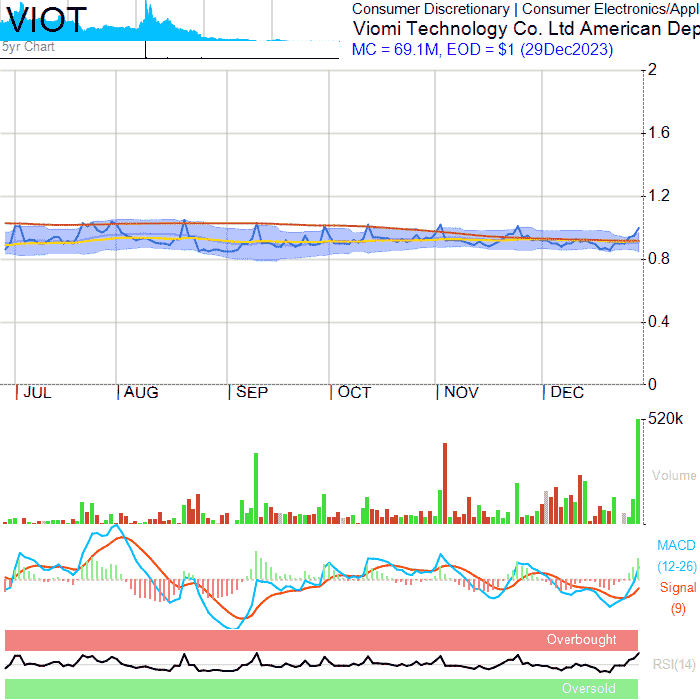 VIOT
5yr Chart
Consumer Discretionary | Consumer Electronics/Appl
Viomi Technology Co. Ltd American Dep
MC = 69.1M, EOD = $1 (29Dec2023)
2
1.6
1.2
0.8
0.4
0
JUL AUG SEP OCT NOV DEC
520k
Volume
MACD
(12-26)
Signal
(9)
Overbought
RSI(14)
Oversold